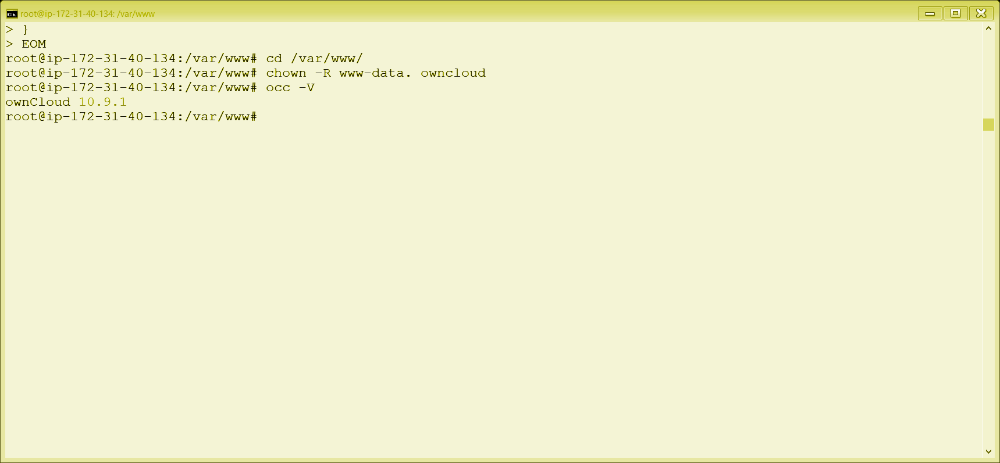 root@ip-172-31-40-134: /var/www
> }
> EOM
root@ip-172-31-40-134:/var/www# cd /var/www/
root@ip-172-31-40-134:/var/www# chown -R www-data. owncloud
root@ip-172-31-40-134:/var/www# occ -V
ownCloud 10.9.1
root@ip-172-31-40-134:/var/www#